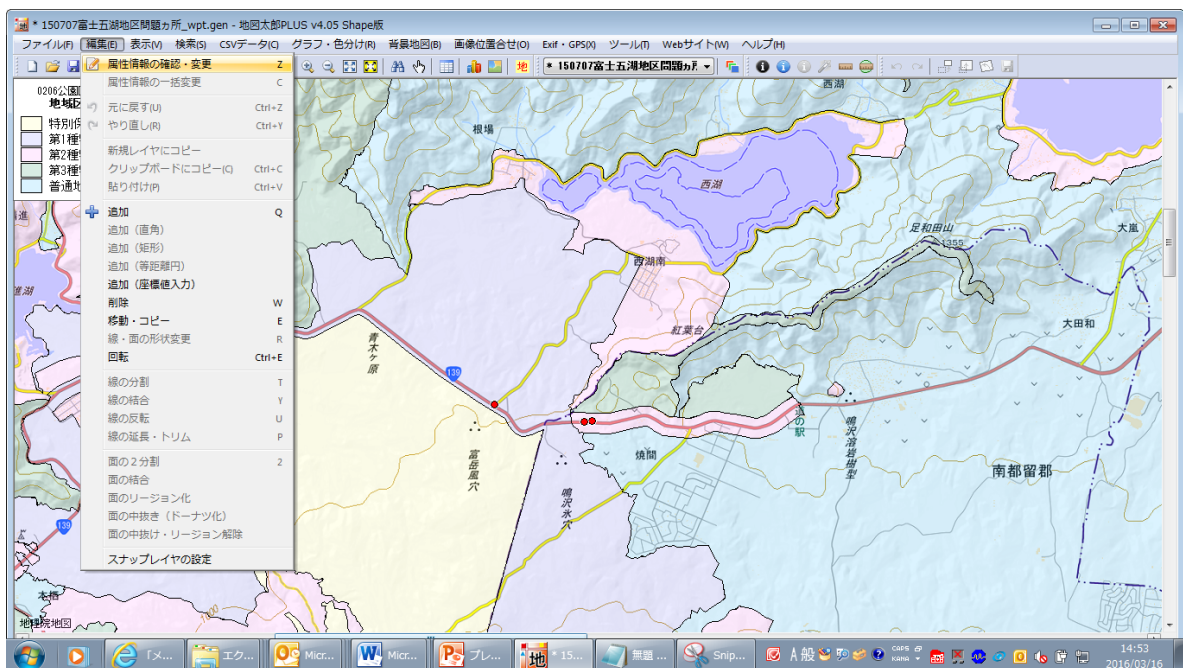 * 150707富士五湖地区問題ヵ所_wpt.gen - 地図太郎PLUS v4.05 Shape版
ファイル(F) 編集(E) 表示(V) 検索(S) CSVデータ(C) グラフ・色分け(R) 背景地図(B) 画像位置合せ(O) Exif・GPS(X) ツール(T) Webサイト(W) ヘルプ(H)
* 150707富士五湖地区問題ヵ所
属性情報の確認・変更 Z
属性情報の一括変更 C
元に戻す(U) Ctrl+Z
やり直し(R) Ctrl+Y
新規レイヤにコピー
クリップボードにコピー(C) Ctrl+C
貼り付け(P) Ctrl+V
追加 Q
追加（直角）
追加（矩形）
追加（等距離円）
追加（座標値入力）
削除 W
移動・コピー E
線・面の形状変更 R
回転 Ctrl+E
線の分割 T
線の結合 Y
線の反転 U
線の延長・トリム P
面の２分割 2
面の結合
面のリージョン化
面の中抜き（ドーナツ化）
面の中抜け・リージョン解除
スナップレイヤの設定
0206公園
地域区
特別保
第1種
第2種
第3種
普通地
西湖
根場
西湖
足和田山
1355
大嵐
進
進湖
西湖南
紅葉台
大田和
青木ヶ原
139
道の駅
鳴沢溶岩樹型
富岳風穴
焼間
鳴沢氷穴
南都留郡
139
本栖
地理院地図
「メ...
エク...
Micr...
Micr...
プレ...
地 * 15...
無題 ...
Snip...
A 般
CAPS
KANA
14:53
2016/03/16